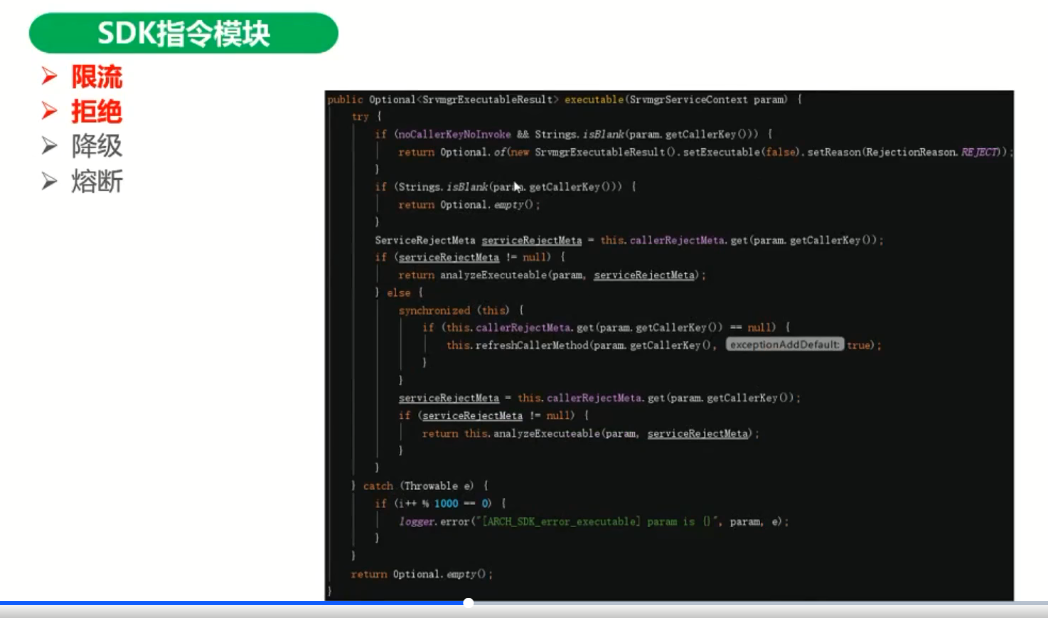 SDK指令模块
➢ 限流
➢ 拒绝
➢ 降级
➢ 熔断
public Optional<SrvmgrExecutableResult> executable(SrvmgrServiceContext param) {
try {
if (noCallerKeyNoInvoke && Strings.isBlank(param.getCallerKey())) {
return Optional.of(new SrvmgrExecutableResult().setExecutable(false).setReason(RejectionReason.REJECT));
}
if (Strings.isBlank(param.getCallerKey())) {
return Optional.empty();
}
ServiceRejectMeta serviceRejectMeta = this.callerRejectMeta.get(param.getCallerKey());
if (serviceRejectMeta != null) {
return analyzeExecuteable(param, serviceRejectMeta);
} else {
synchronized (this) {
if (this.callerRejectMeta.get(param.getCallerKey()) == null) {
this.refreshCallerMethod(param.getCallerKey(), exceptionAddDefault: true);
}
}
serviceRejectMeta = this.callerRejectMeta.get(param.getCallerKey());
if (serviceRejectMeta != null) {
return this.analyzeExecuteable(param, serviceRejectMeta);
}
}
} catch (Throwable e) {
if (i++ % 1000 == 0) {
logger.error("[ARCH_SDK_error_executable] param is {}", param, e);
}
}
return Optional.empty();
}